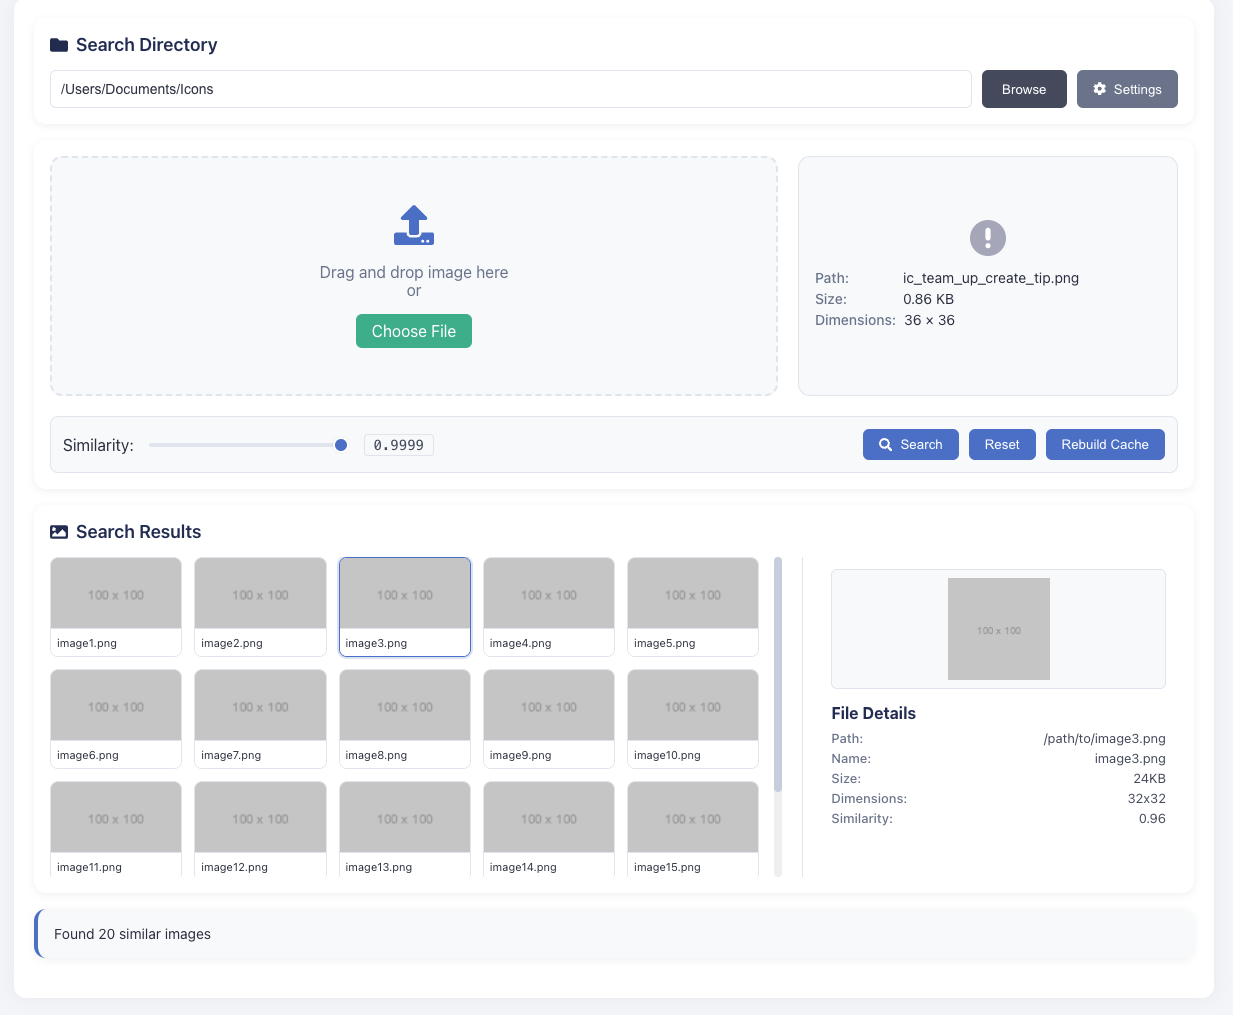 Search Directory
/Users/Documents/Icons
Browse
Settings
Drag and drop image here
or
Choose File
Path: ic_team_up_create_tip.png
Size: 0.86 KB
Dimensions: 36 × 36
Similarity:
0.9999
Search
Reset
Rebuild Cache
Search Results
100 x 100
100 x 100
100 x 100
100 x 100
100 x 100
image1.png
image2.png
image3.png
image4.png
image5.png
100 x 100
100 x 100
100 x 100
100 x 100
100 x 100
image6.png
image7.png
image8.png
image9.png
image10.png
100 x 100
100 x 100
100 x 100
100 x 100
100 x 100
image11.png
image12.png
image13.png
image14.png
image15.png
100 x 100
File Details
Path: /path/to/image3.png
Name: image3.png
Size: 24KB
Dimensions: 32x32
Similarity: 0.96
Found 20 similar images